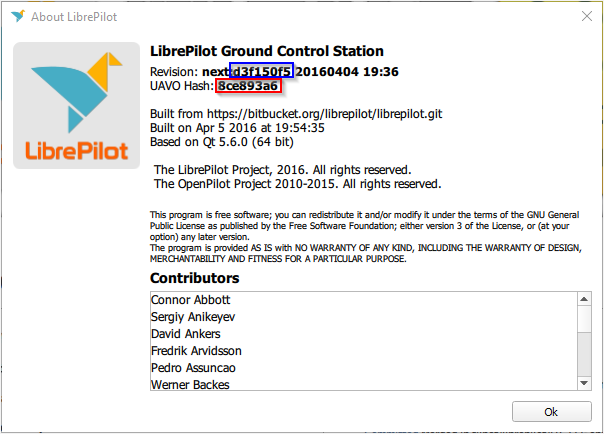 About LibrePilot
LibrePilot
LibrePilot Ground Control Station
Revision: next:d3f150f5 20160404 19:36
UAVO Hash: 8ce893a6
Built from https://bitbucket.org/librepilot/librepilot.git
Built on Apr 5 2016 at 19:54:35
Based on Qt 5.6.0 (64 bit)
The LibrePilot Project, 2016. All rights reserved.
The OpenPilot Project 2010-2015. All rights reserved.
This program is free software; you can redistribute it and/or modify it under the terms of the GNU General
Public License as published by the Free Software Foundation; either version 3 of the License, or (at your
option) any later version.
The program is provided AS IS with NO WARRANTY OF ANY KIND, INCLUDING THE WARRANTY OF DESIGN,
MERCHANTABILITY AND FITNESS FOR A PARTICULAR PURPOSE.
Contributors
Connor Abbott
Sergiy Anikeyev
David Ankers
Fredrik Arvidsson
Pedro Assuncao
Werner Backes
Ok